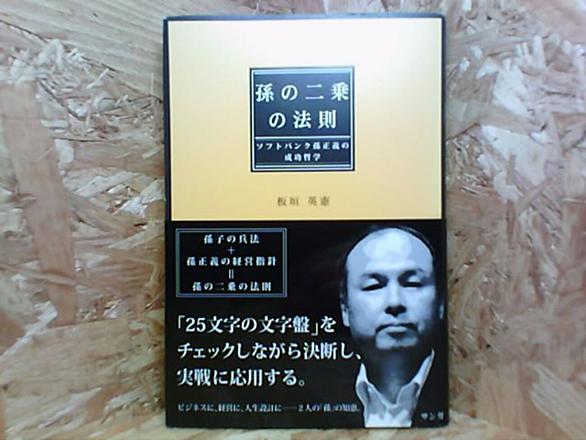 孫の二乗
の法則
ソフトバンク孫正義の
成功哲学
板垣 英憲
孫子の兵法
+
孫正義の経営指針
=
孫の二乗の法則
「25文字の文字盤」を
チェックしながら決断し、
実戦に応用する。
ビジネスに、経営に、人生設計に――2人の「孫」の知恵。
サンガ